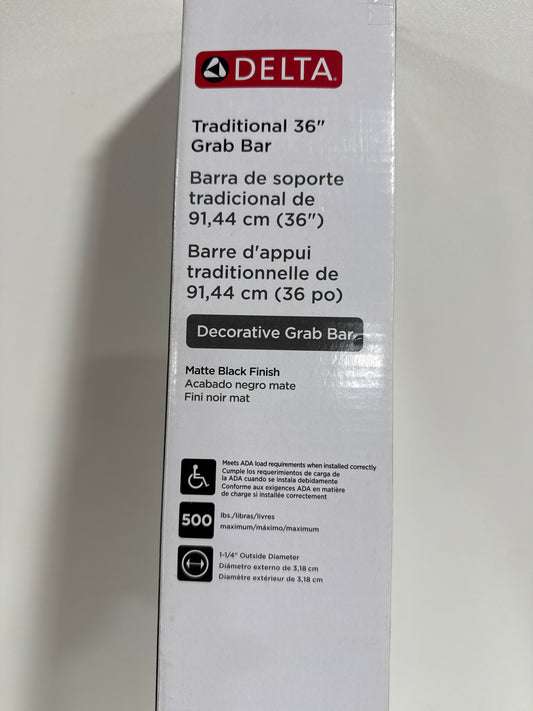 DELTA
Traditional 36"
Grab Bar
Barra de soporte
tradicional de
91,44 cm (36")
Barre d'appui
traditionnelle de
91,44 cm (36 po)
Decorative Grab Bar
Matte Black Finish
Acabado negro mate
Fini noir mat
Meets ADA load requirements when installed correctly
Cumple los requerimientos de carga de
la ADA cuando se instala debidamente
Conforme aux exigences ADA en matière
de charge si installée correctement
500 lbs./libras/livres
maximum/máximo/maximum
1-1/4" Outside Diameter
Diámetro externo de 3,18 cm
Diamètre extérieur de 3,18 cm